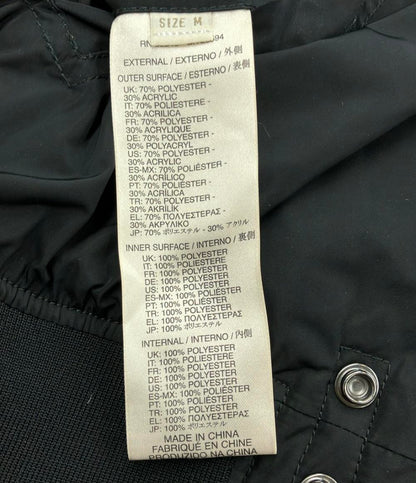 SIZE M
RN
94
EXTERNAL / EXTERNO / 外側
OUTER SURFACE / ESTERNO / 表側
UK: 70% POLYESTER -
30% ACRYLIC
IT: 70% POLIESTERE -
30% ACRILICA
FR: 70% POLYESTER -
30% ACRYLIQUE
DE: 70% POLYESTER -
30% POLYACRYL
US: 70% POLYESTER -
30% ACRYLIC
ES-MX: 70% POLIESTER -
30% ACRÍLICO
PT: 70% POLIÉSTER -
30% ACRÍLICO
TR: 70% POLYESTER -
30% AKRİLİK
EL: 70% ΠΟΛΥΕΣΤΕΡΑΣ -
30% ΑΚΡΥΛΙΚΟ
JP: 70% ポリエステル - 30% アクリル
INNER SURFACE / INTERNO / 裏側
UK: 100% POLYESTER
IT: 100% POLIESTERE
FR: 100% POLYESTER
DE: 100% POLYESTER
US: 100% POLYESTER
ES-MX: 100% POLIESTER
PT: 100% POLIÉSTER
TR: 100% POLYESTER
EL: 100% ΠΟΛΥΕΣΤΕΡΑΣ
JP: 100% ポリエステル
INTERNAL / INTERNO / 内側
UK: 100% POLYESTER
IT: 100% POLIESTERE
FR: 100% POLYESTER
DE: 100% POLYESTER
US: 100% POLYESTER
ES-MX: 100% POLIESTER
PT: 100% POLIÉSTER
TR: 100% POLYESTER
EL: 100% ΠΟΛΥΕΣΤΕΡΑΣ
JP: 100% ポリエステル
MADE IN CHINA
FABRIQUÉ EN CHINE
PRODUZIDO NA CHINA